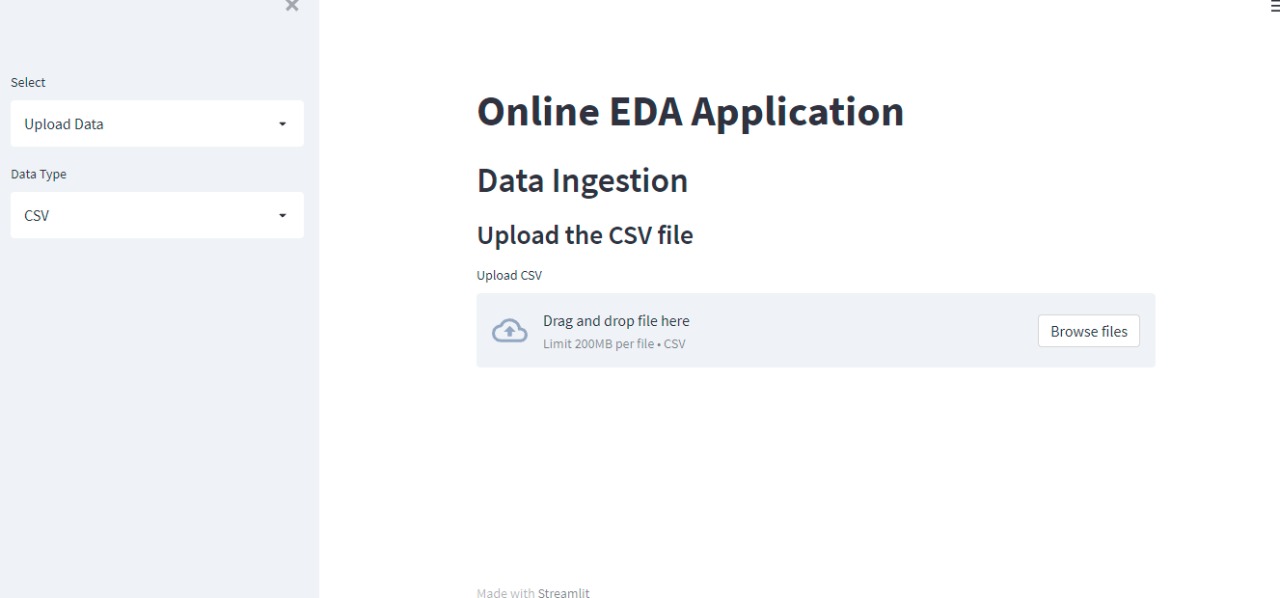 Select
Upload Data
Data Type
CSV
Online EDA Application
Data Ingestion
Upload the CSV file
Upload CSV
Drag and drop file here
Limit 200MB per file • CSV
Browse files
Made with Streamlit